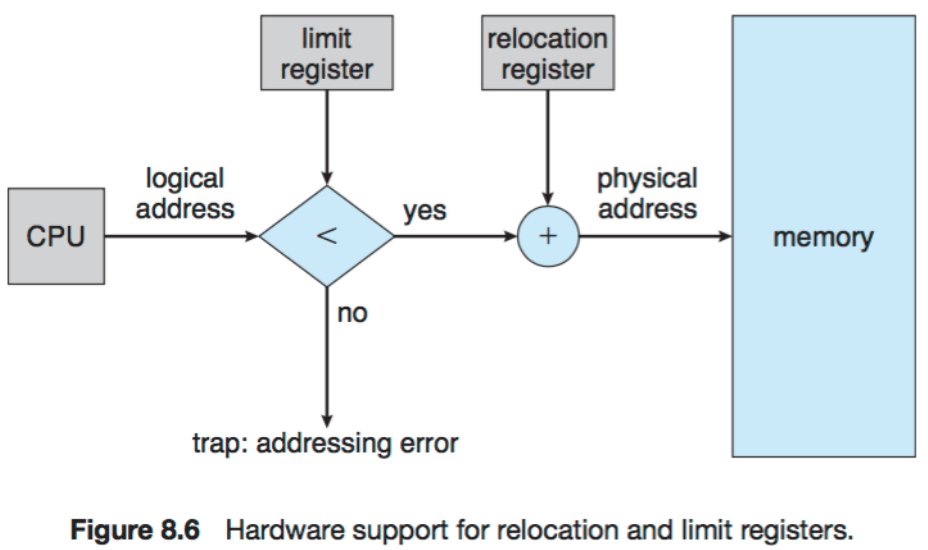 limit
register
relocation
register
logical
address
yes
physical
address
CPU
<
+
memory
no
trap: addressing error
Figure 8.6 Hardware support for relocation and limit registers.